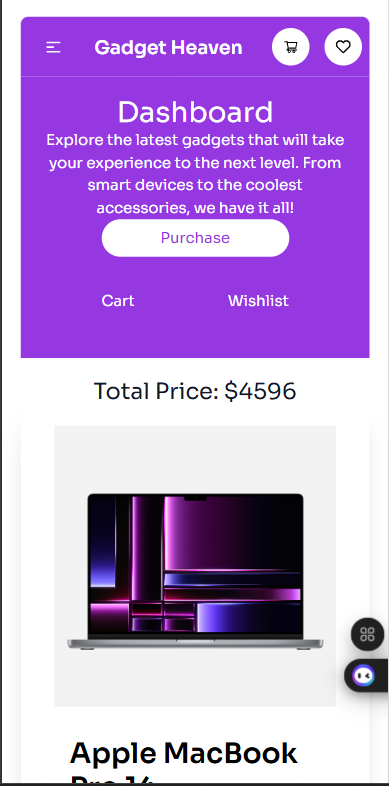 Gadget Heaven
Dashboard
Explore the latest gadgets that will take
your experience to the next level. From
smart devices to the coolest
accessories, we have it all!
Purchase
Cart
Wishlist
Total Price: $4596
Apple MacBook
Pro 14